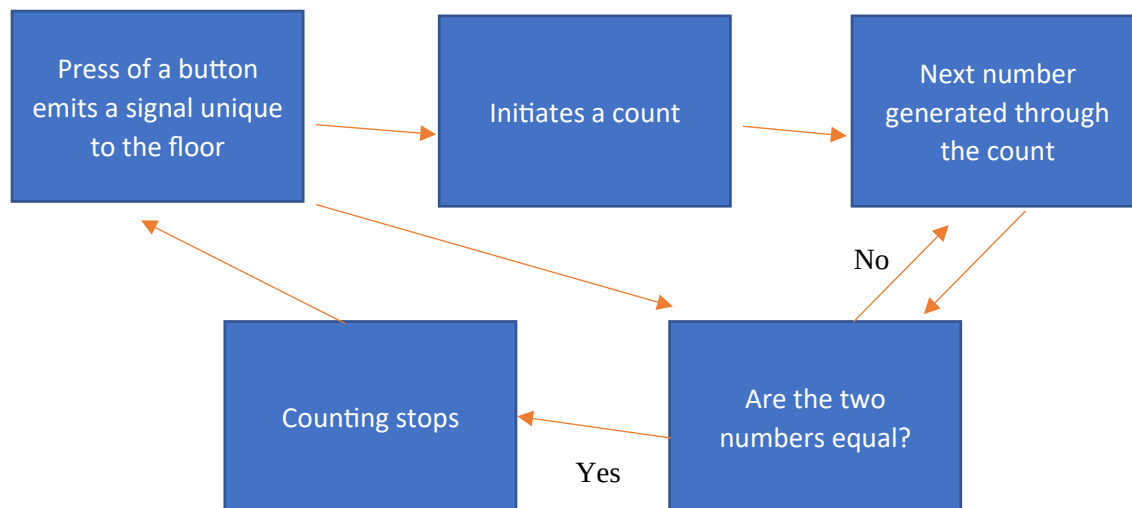 Press of a button
emits a signal unique
to the floor
Initiates a count
Next number
generated through
the count
No
Counting stops
Yes
Are the two
numbers equal?